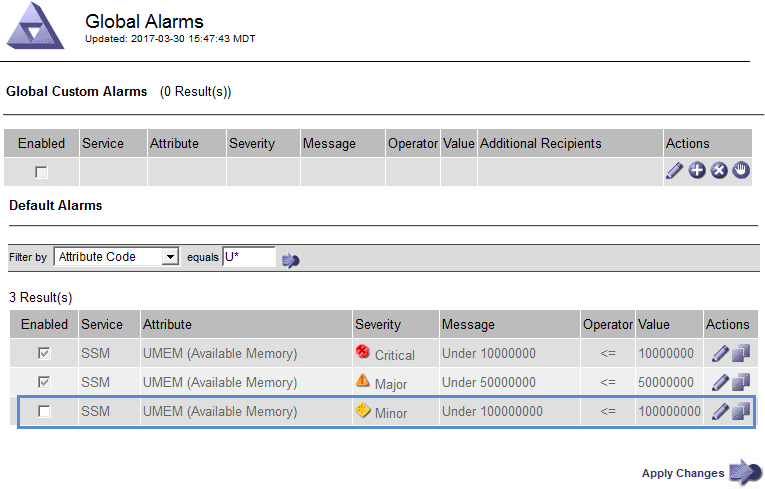 Global Alarms
Updated: 2017-03-30 15:47:43 MDT
Global Custom Alarms (0 Result(s))
Enabled Service Attribute Severity Message Operator Value Additional Recipients Actions
Default Alarms
Filter by Attribute Code equals U*
3 Result(s)
Enabled Service Attribute Severity Message Operator Value Actions
SSM UMEM (Available Memory) Critical Under 10000000 <= 10000000
SSM UMEM (Available Memory) Major Under 50000000 <= 50000000
SSM UMEM (Available Memory) Minor Under 100000000 <= 100000000
Apply Changes